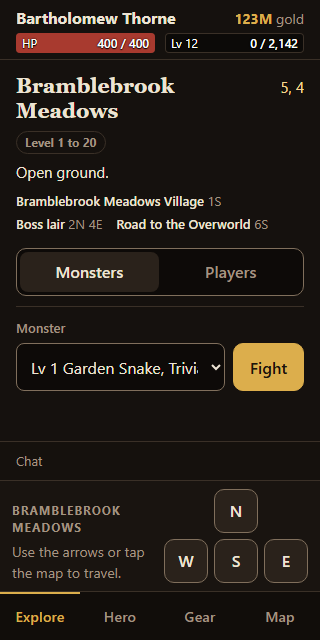 Bartholomew Thorne 123M gold
HP 400 / 400 Lv 12 0 / 2,142
Bramblebrook Meadows 5, 4
Level 1 to 20
Open ground.
Bramblebrook Meadows Village 1S
Boss lair 2N 4E Road to the Overworld 6S
Monsters Players
Monster
Lv 1 Garden Snake, Trivi
Fight
Chat
BRAMBLEBROOK
MEADOWS
Use the arrows or tap
the map to travel.
N
W S E
Explore Hero Gear Map